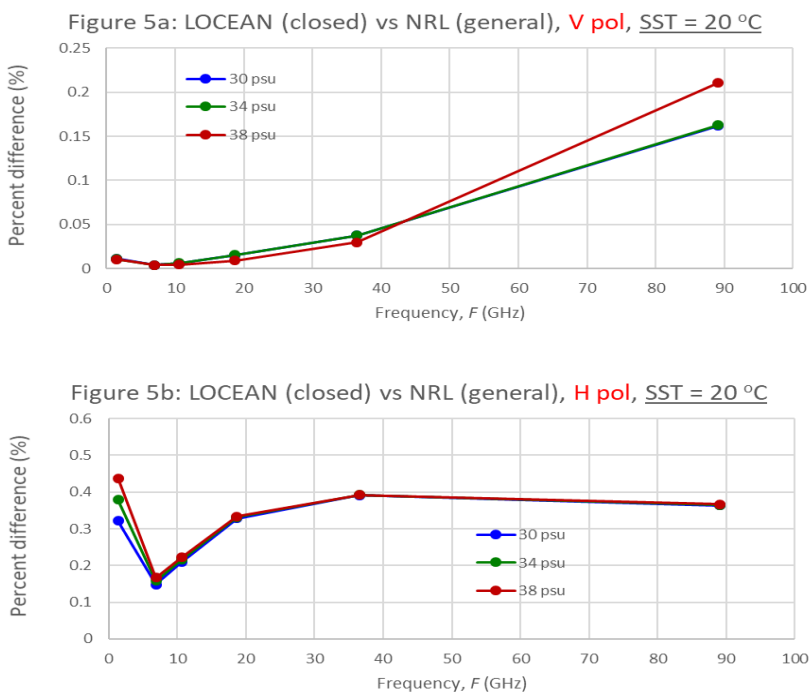 Figure 5a: LOCEAN (closed) vs NRL (general), V pol, SST = 20 °C
Percent difference (%)
0.25
0.2
0.15
0.1
0.05
0
30 psu
34 psu
38 psu
0 10 20 30 40 50 60 70 80 90 100
Frequency, F (GHz)
Figure 5b: LOCEAN (closed) vs NRL (general), H pol, SST = 20 °C
Percent difference (%)
0.6
0.5
0.4
0.3
0.2
0.1
0
30 psu
34 psu
38 psu
0 10 20 30 40 50 60 70 80 90 100
Frequency, F (GHz)